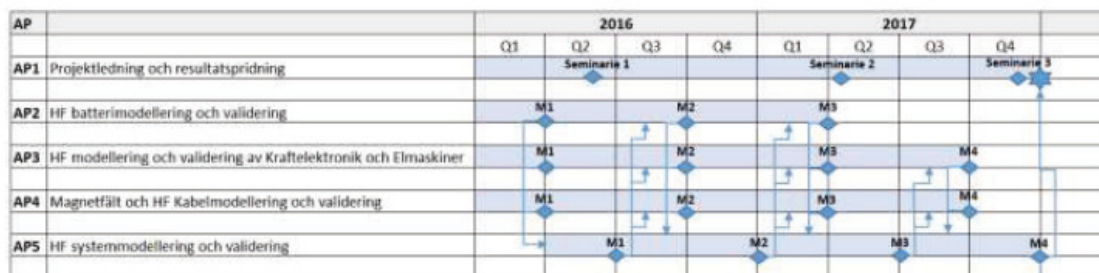 AP 2016 2017
Q1 Q2 Q3 Q4 Q1 Q2 Q3 Q4
AP1 Projektledning och resultatspridning Seminarie 1 Seminarie 2 Seminarie 3
AP2 HF batterimodellering och validering M1 M2 M3
AP3 HF modellering och validering av Kraftelektronik och Elmaskiner M1 M2 M3 M4
AP4 Magnetfält och HF Kabelmodellering och validering M1 M2 M3 M4
AP5 HF systemmodellering och validering M1 M2 M3 M4